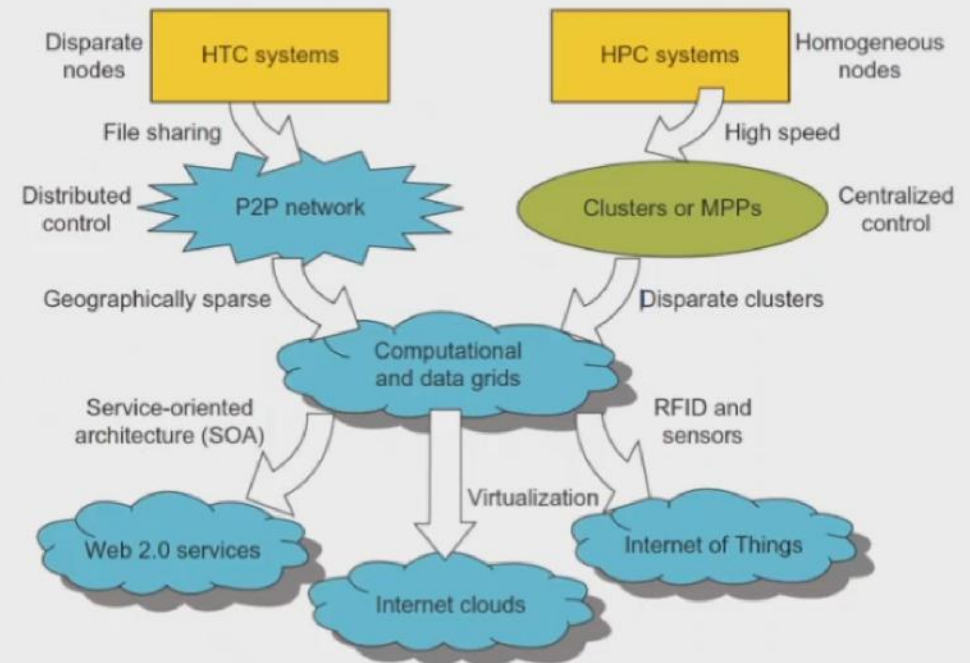 Disparate
nodes
HTC systems
HPC systems
Homogeneous
nodes
File sharing
High speed
Distributed
control
P2P network
Clusters or MPPs
Centralized
control
Geographically sparse
Disparate clusters
Computational
and data grids
Service-oriented
architecture (SOA)
RFID and
sensors
Virtualization
Web 2.0 services
Internet of Things
Internet clouds